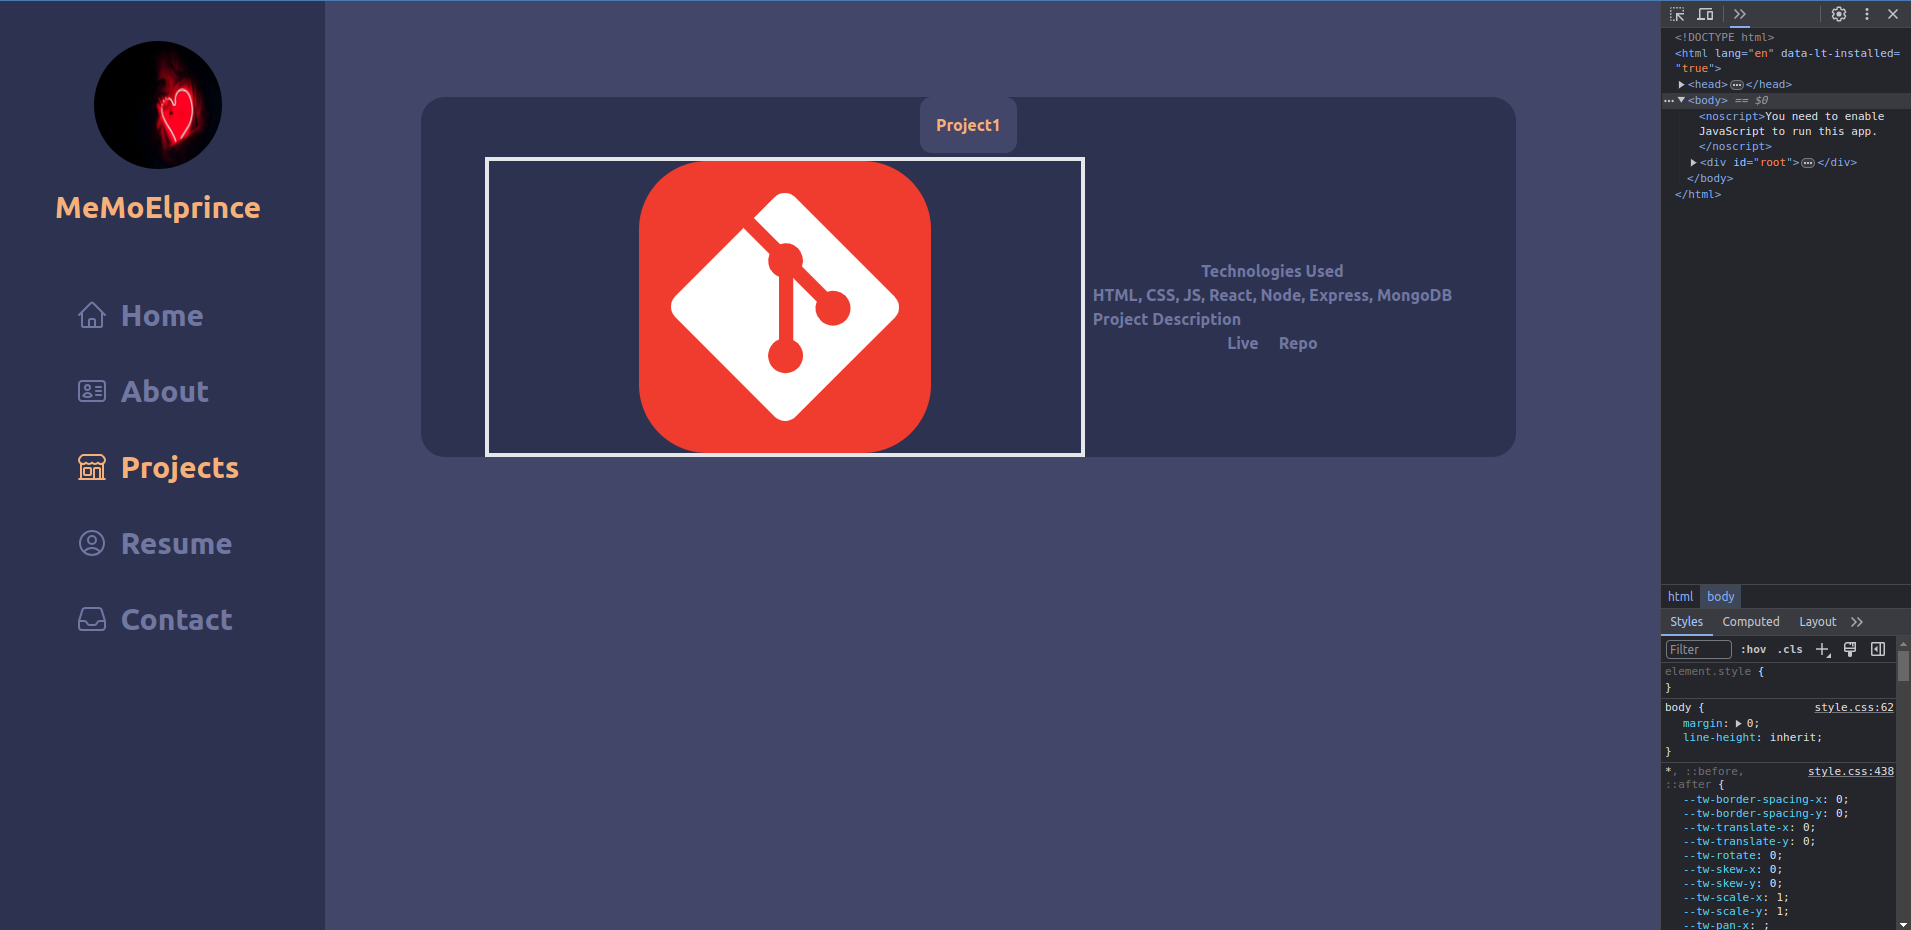 MeMoElprince
Home
About
Projects
Resume
Contact
Project1
Technologies Used
HTML, CSS, JS, React, Node, Express, MongoDB
Project Description
Live Repo
<!DOCTYPE html>
<html lang="en" data-lt-installed=
"true">
<head> </head>
<body> == $0
<noscript>You need to enable
JavaScript to run this app.
</noscript>
<div id="root"> </div>
</body>
</html>
html body
Styles Computed Layout
Filter :hov .cls
element.style {
}
body { style.css:62
margin: 0;
line-height: inherit;
}
*, ::before, style.css:438
::after {
--tw-border-spacing-x: 0;
--tw-border-spacing-y: 0;
--tw-translate-x: 0;
--tw-translate-y: 0;
--tw-rotate: 0;
--tw-skew-x: 0;
--tw-skew-y: 0;
--tw-scale-x: 1;
--tw-scale-y: 1;
--tw-pan-x: ;